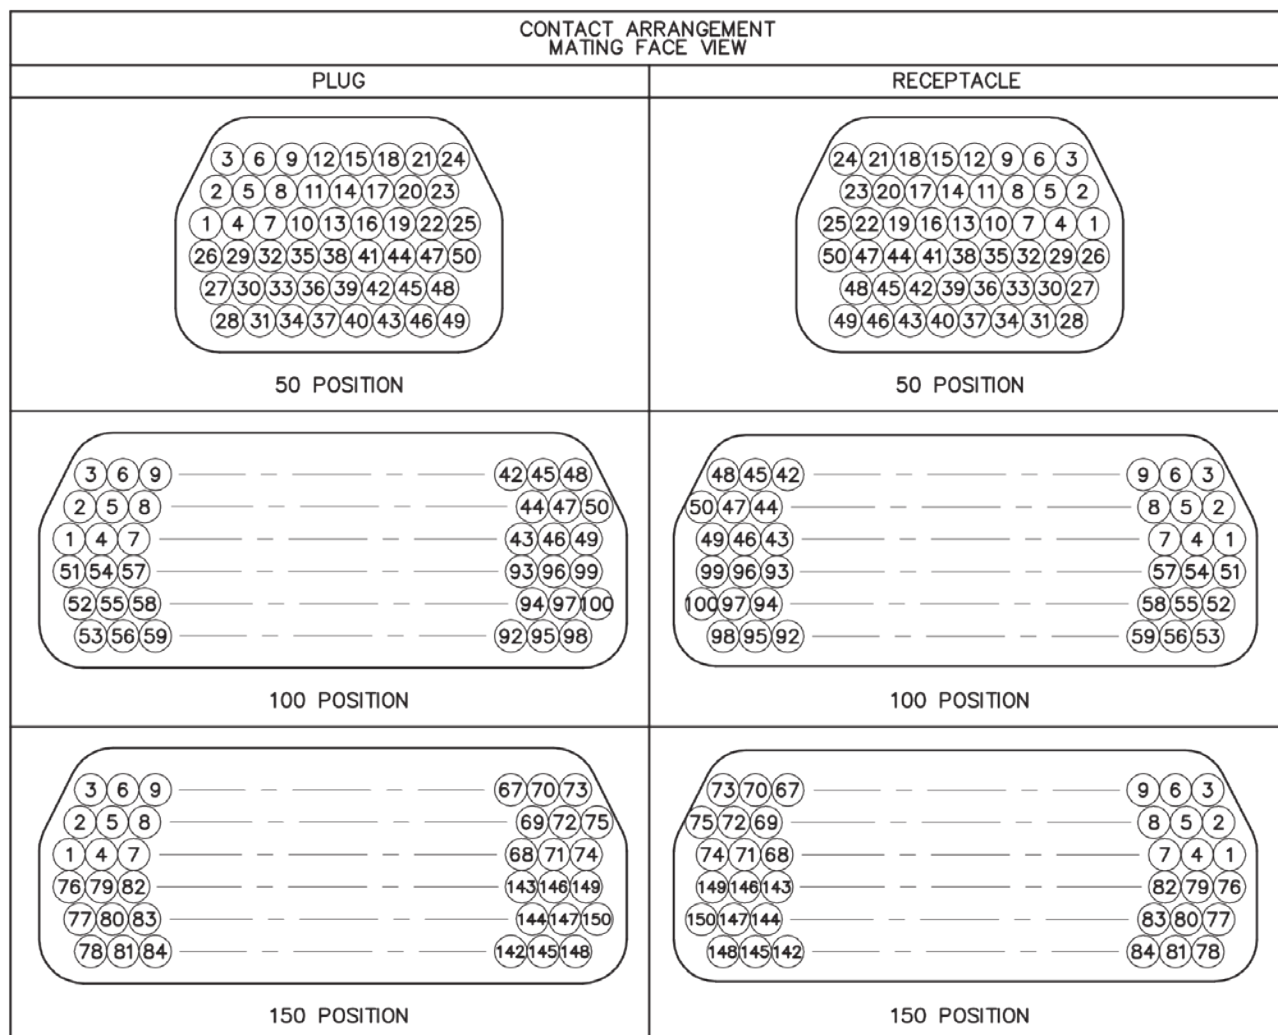 CONTACT ARRANGEMENT
MATING FACE VIEW
PLUG
RECEPTACLE
3 6 9 12 15 18 21 24
2 5 8 11 14 17 20 23
1 4 7 10 13 16 19 22 25
26 29 32 35 38 41 44 47 50
27 30 33 36 39 42 45 48
28 31 34 37 40 43 46 49
50 POSITION
24 21 18 15 12 9 6 3
23 20 17 14 11 8 5 2
25 22 19 16 13 10 7 4 1
50 47 44 41 38 35 32 29 26
48 45 42 39 36 33 30 27
49 46 43 40 37 34 31 28
50 POSITION
3 6 9 42 45 48
2 5 8 44 47 50
1 4 7 43 46 49
51 54 57 93 96 99
52 55 58 94 97 100
53 56 59 92 95 98
100 POSITION
48 45 42 9 6 3
50 47 44 8 5 2
49 46 43 7 4 1
99 96 93 57 54 51
100 97 94 58 55 52
98 95 92 59 56 53
100 POSITION
3 6 9 67 70 73
2 5 8 69 72 75
1 4 7 68 71 74
76 79 82 143 146 149
77 80 83 144 147 150
78 81 84 142 145 148
150 POSITION
73 70 67 9 6 3
75 72 69 8 5 2
74 71 68 7 4 1
149 146 143 82 79 76
150 147 144 83 80 77
148 145 142 84 81 78
150 POSITION